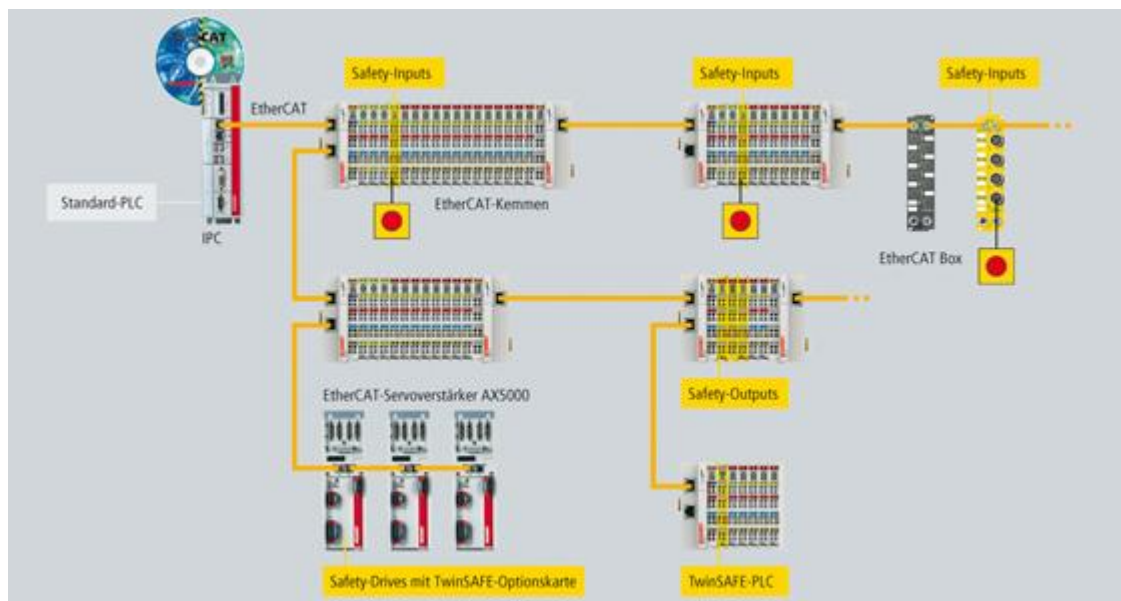 CAT
Safety-Inputs
Safety-Inputs
Safety-Inputs
EtherCAT
Standard-PLC
EtherCAT-Kemmen
IPC
EtherCAT Box
Safety-Outputs
EtherCAT-Servoverstärker AX5000
Safety-Drives mit TwinSAFE-Optionskarte
TwinSAFE-PLC